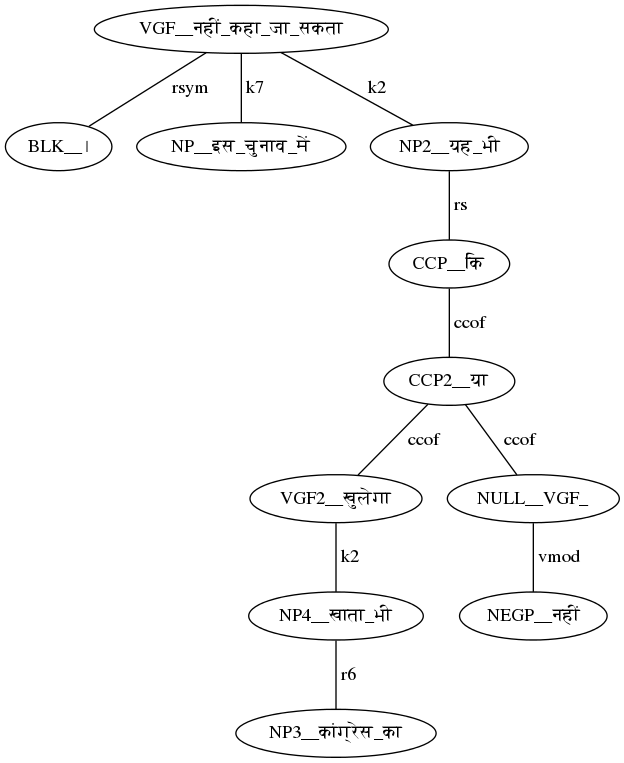 VGF__नहीं_कहा_जा_सकता
rsym k7 k2
BLK__। NP__इस_चुनाव_में NP2__यह_भी
rs
CCP__कि
ccof
CCP2__या
ccof ccof
VGF2__खुलेगा NULL__VGF_
k2 vmod
NP4__खाता_भी NEGP__नहीं
r6
NP3__कांग्रेस_का